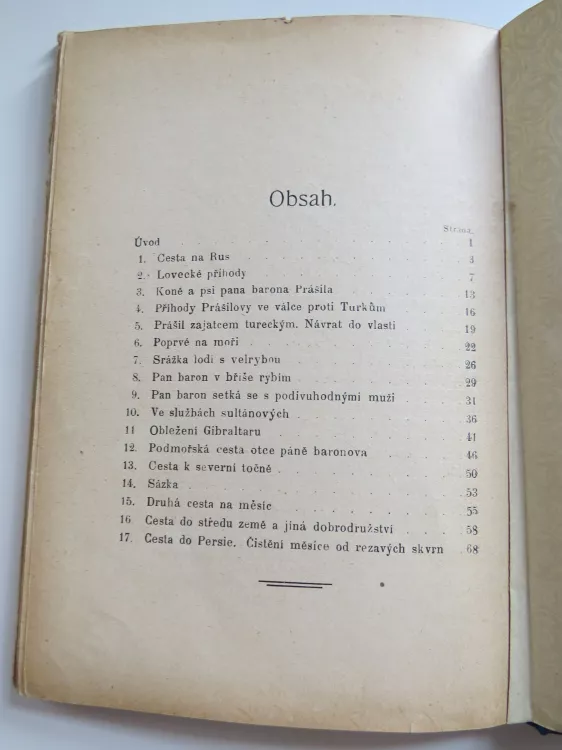 Obsah.
Strana.
Úvod . . . . . . . . . . . . 1
1. Cesta na Rus . . . . . . . . . . 3
2. Lovecké příhody . . . . . . . . . 7
3. Koně a psi pana barona Prášila . . . . . 13
4. Příhody Prášilovy ve válce proti Turkům . . . 16
5. Prášil zajatcem tureckým. Návrat do vlasti . . . 19
6. Poprvé na moři . . . . . . . . . 22
7. Srážka lodi s velrybou . . . . . . . 26
8. Pan baron v břiše rybím . . . . . . . 29
9. Pan baron setká se s podivuhodnými muži . . 31
10. Ve službách sultánových . . . . . . . 36
11 Obležení Gibraltaru . . . . . . . . 41
12. Podmořská cesta otce páně baronova . . . . 46
13. Cesta k severní točně . . . . . . . . 50
14. Sázka . . . . . . . . . . . 53
15. Druhá cesta na měsíc . . . . . . . . 55
16 Cesta do středu země a jiná dobrodružství . . . 58
17. Cesta do Persie. Čistění měsíce od rezavých skvrn 68